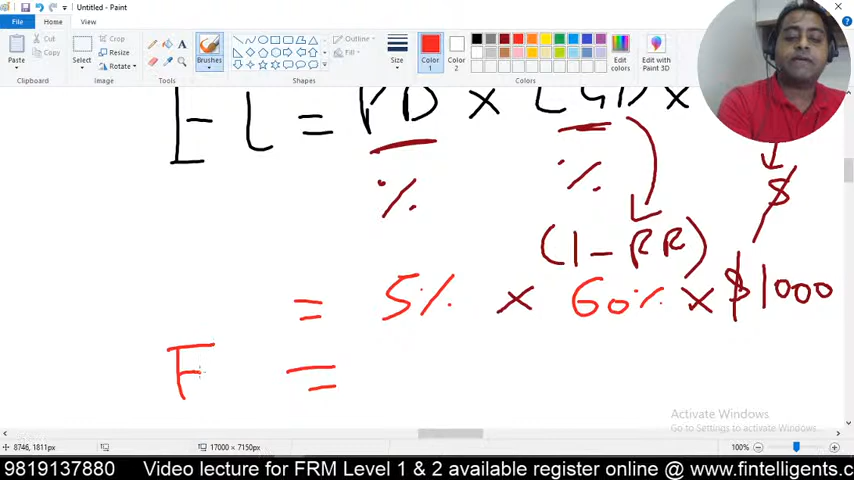 Untitled - Paint
File Home View
Cut Crop Outline
Copy Resize Fill
Paste Select Rotate Brushes Size Color 1 Color 2 Edit colors Edit with Paint 3D
Clipboard Image Tools Shapes Colors
EL = PD × LGD ×
% % $
(1 - RR)
= 5% × 60% × $1000
E =
Activate Windows
Go to Settings to activate Windows.
8746, 1811px 17000 × 7150px 100%
9819137880 Video lecture for FRM Level 1 & 2 available register online @ www.fintelligents.c